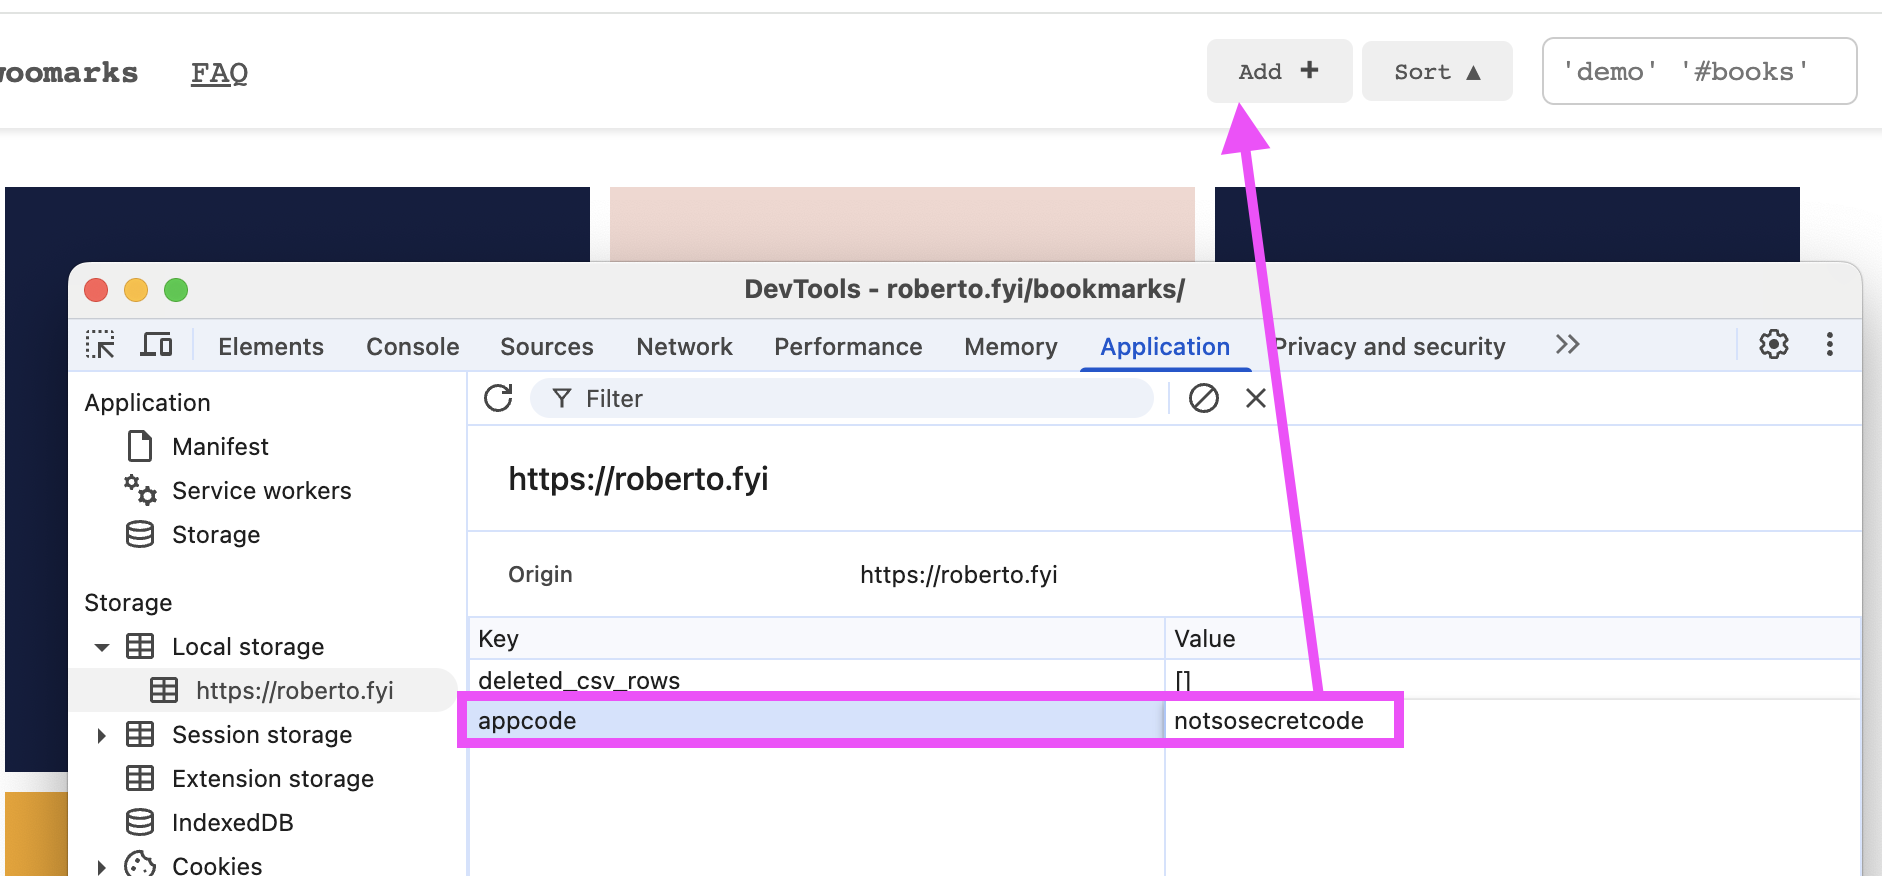 woomarks FAQ Add + Sort ▲ 'demo' '#books'
DevTools - roberto.fyi/bookmarks/
Elements Console Sources Network Performance Memory Application Privacy and security
Filter
Application
Manifest
Service workers
Storage
Storage
Local storage
https://roberto.fyi
Session storage
Extension storage
IndexedDB
Cookies
https://roberto.fyi
Origin https://roberto.fyi
Key Value
deleted_csv_rows []
appcode notsosecretcode